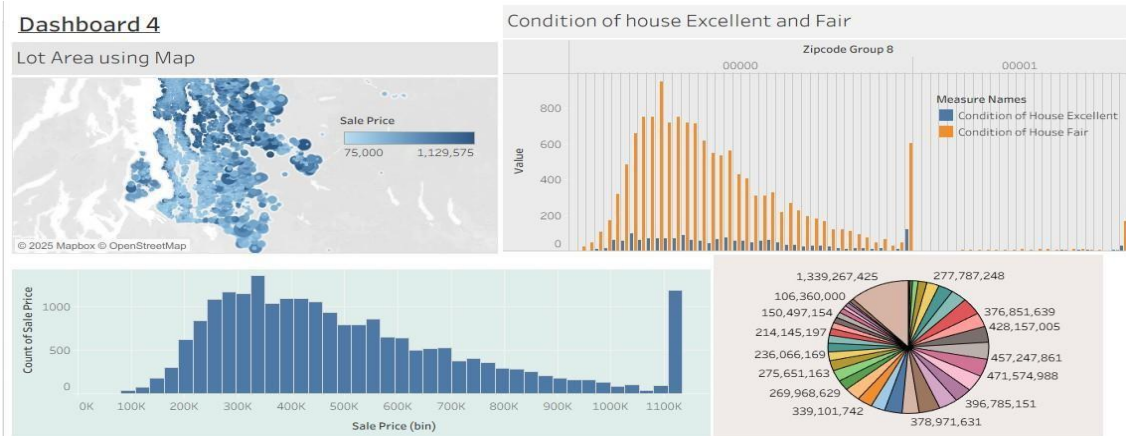 Dashboard 4
Lot Area using Map
Sale Price
75,000 1,129,575
© 2025 Mapbox © OpenStreetMap
Condition of house Excellent and Fair
Zipcode Group 8
00000 00001
Measure Names
Condition of House Excellent
Condition of House Fair
Value
800
600
400
200
0
Count of Sale Price
1000
500
0
0K 100K 200K 300K 400K 500K 600K 700K 800K 900K 1000K 1100K
Sale Price (bin)
1,339,267,425 277,787,248
106,360,000
150,497,154 376,851,639
214,145,197 428,157,005
236,066,169 457,247,861
275,651,163 471,574,988
269,968,629 396,785,151
339,101,742 378,971,631